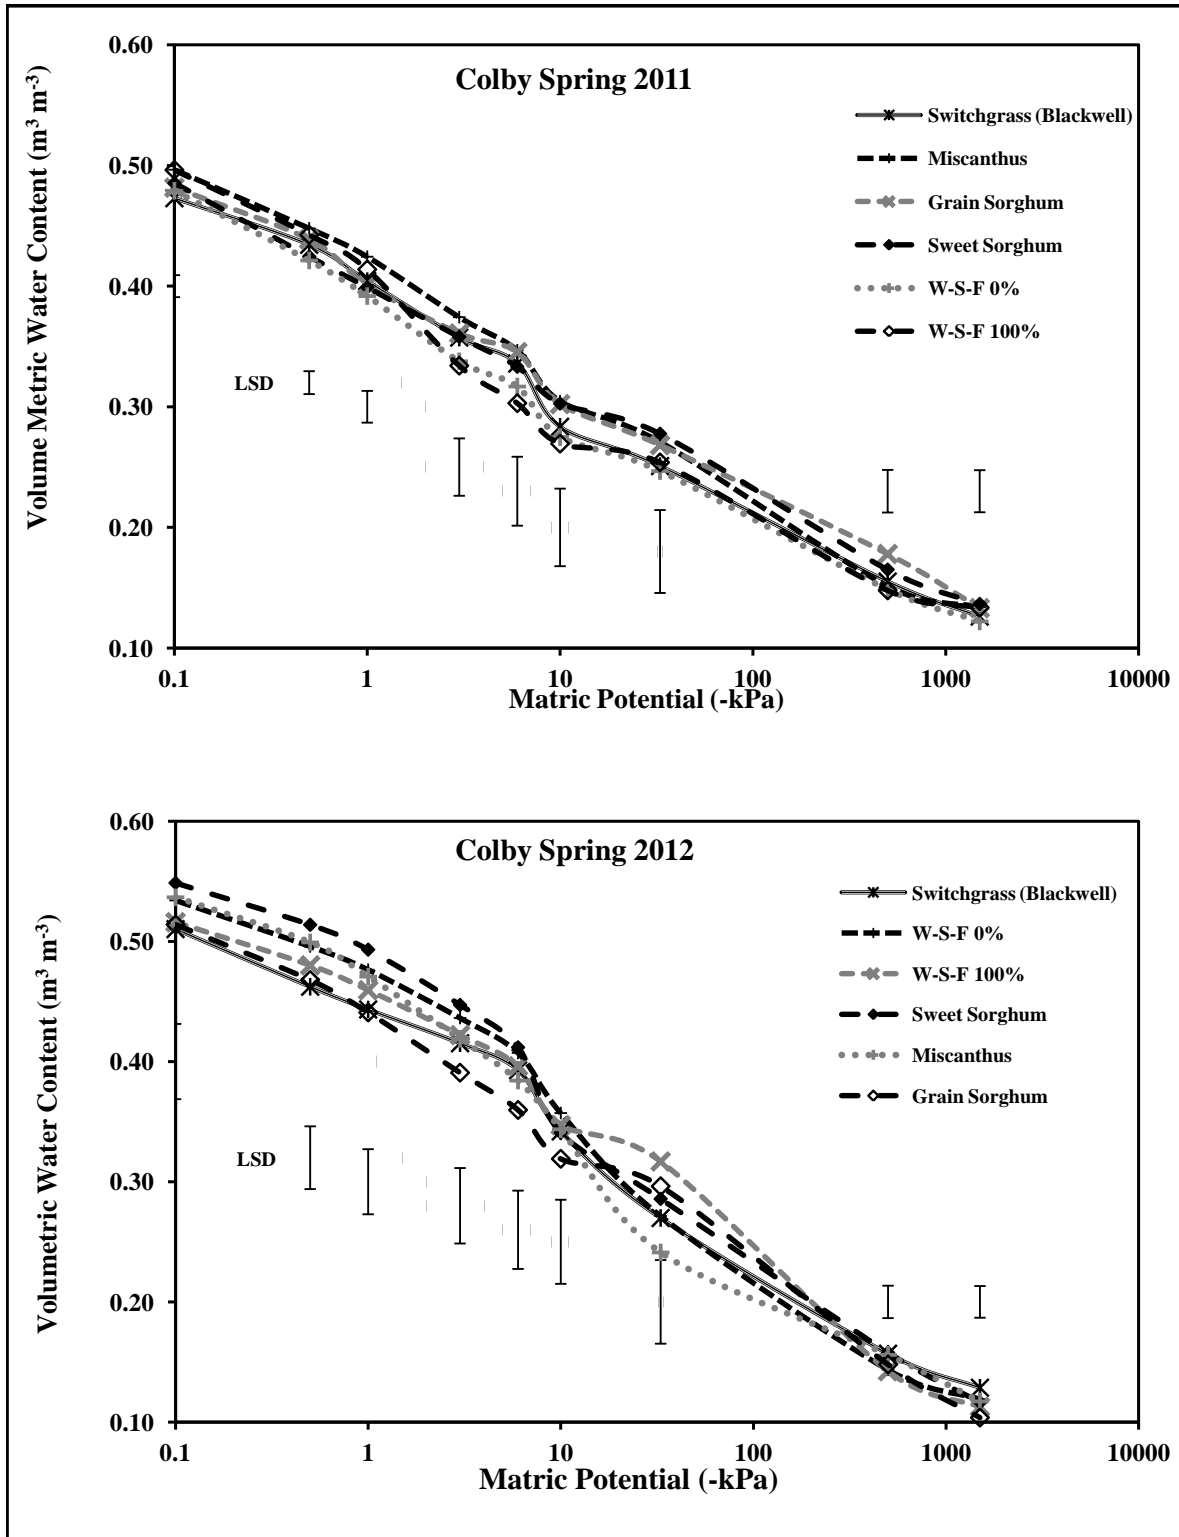 Colby Spring 2011
Volume Metric Water Content (m³ m⁻³)
0.60
0.50
0.40
0.30
0.20
0.10
Switchgrass (Blackwell)
Miscanthus
Grain Sorghum
Sweet Sorghum
W-S-F 0%
W-S-F 100%
LSD
0.1 1 10 100 1000 10000
Matric Potential (-kPa)
Colby Spring 2012
Volumetric Water Content (m³ m⁻³)
0.60
0.50
0.40
0.30
0.20
0.10
Switchgrass (Blackwell)
W-S-F 0%
W-S-F 100%
Sweet Sorghum
Miscanthus
Grain Sorghum
LSD
0.1 1 10 100 1000 10000
Matric Potential (-kPa)